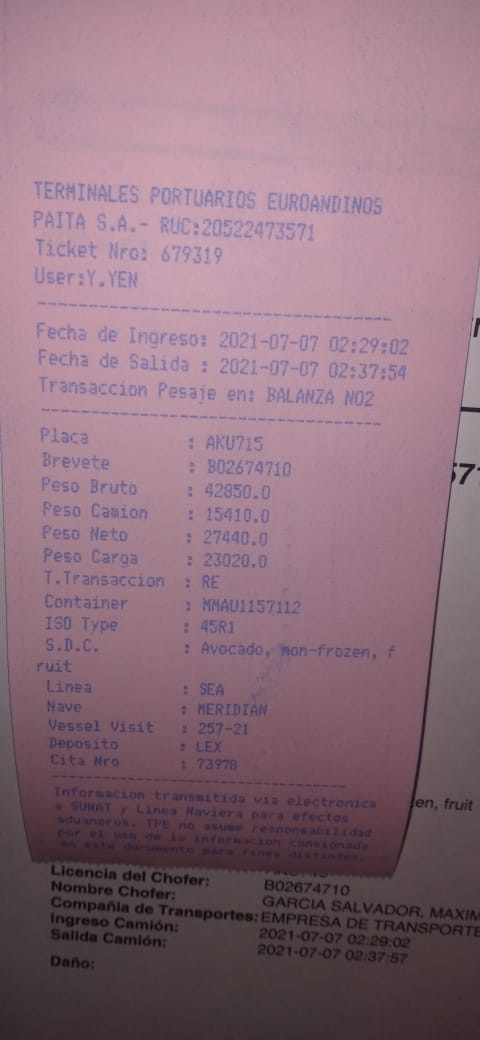 TERMINALES PORTUARIOS EUROANDINOS
PAITA S.A.- RUC:20522473571
Ticket Nro: 679319
User:Y.YEN
Fecha de Ingreso: 2021-07-07 02:29:02
Fecha de Salida : 2021-07-07 02:37:54
Transaccion Pesaje en: BALANZA NO2
Placa : AKU715
Brevete : B02674710
Peso Bruto : 42850.0
Peso Camion : 15410.0
Peso Neto : 27440.0
Peso Carga : 23020.0
T.Transaccion : RE
Container : MMAU1157112
ISO Type : 45R1
S.D.C. : Avocado, non-frozen, f
ruit
Linea : SEA
Nave : MERIDIAN
Vessel Visit : 257-21
Deposito : LEX
Cita Nro : 73978
Informacion transmitida via electronica
a SUNAT y Linea Naviera para efectos
aduaneros. TPE no asume responsabilidad
por el uso de la informacion consignada
en este documento para fines distintos.
en, fruit
Licencia del Chofer: B02674710
Nombre Chofer: GARCIA SALVADOR, MAXIM
Compañia de Transportes: EMPRESA DE TRANSPORTE
Ingreso Camión: 2021-07-07 02:29:02
Salida Camión: 2021-07-07 02:37:57
Daño: